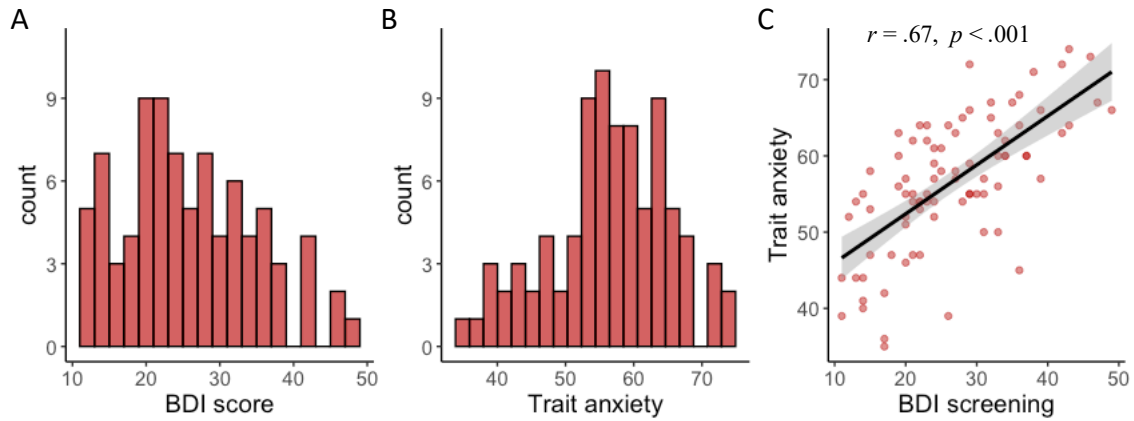 A
count
9
6
3
0
10 20 30 40 50
BDI score
B
count
9
6
3
0
40 50 60 70
Trait anxiety
C
r = .67, p < .001
Trait anxiety
70
60
50
40
10 20 30 40 50
BDI screening